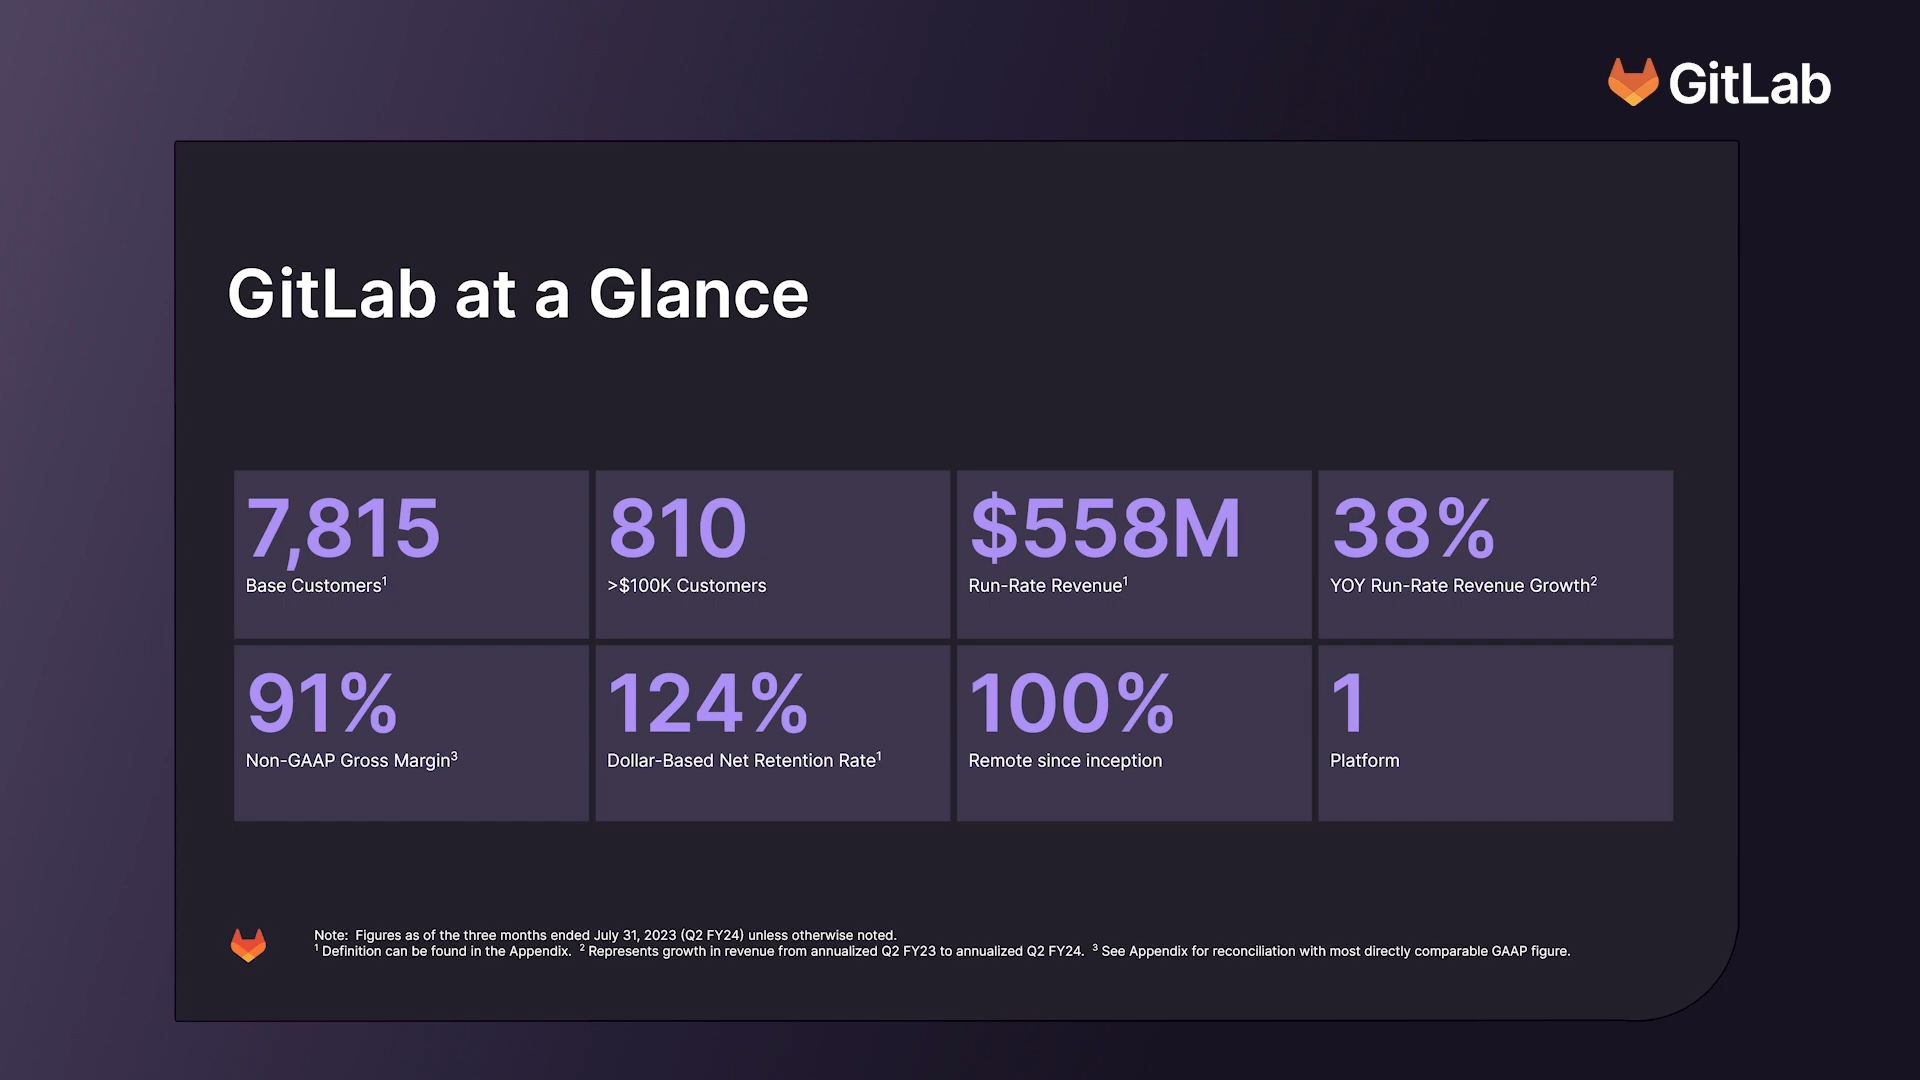 GitLab
GitLab at a Glance
7,815
Base Customers¹
810
>$100K Customers
$558M
Run-Rate Revenue¹
38%
YOY Run-Rate Revenue Growth²
91%
Non-GAAP Gross Margin³
124%
Dollar-Based Net Retention Rate¹
100%
Remote since inception
1
Platform
Note: Figures as of the three months ended July 31, 2023 (Q2 FY24) unless otherwise noted.
¹ Definition can be found in the Appendix. ² Represents growth in revenue from annualized Q2 FY23 to annualized Q2 FY24. ³ See Appendix for reconciliation with most directly comparable GAAP figure.